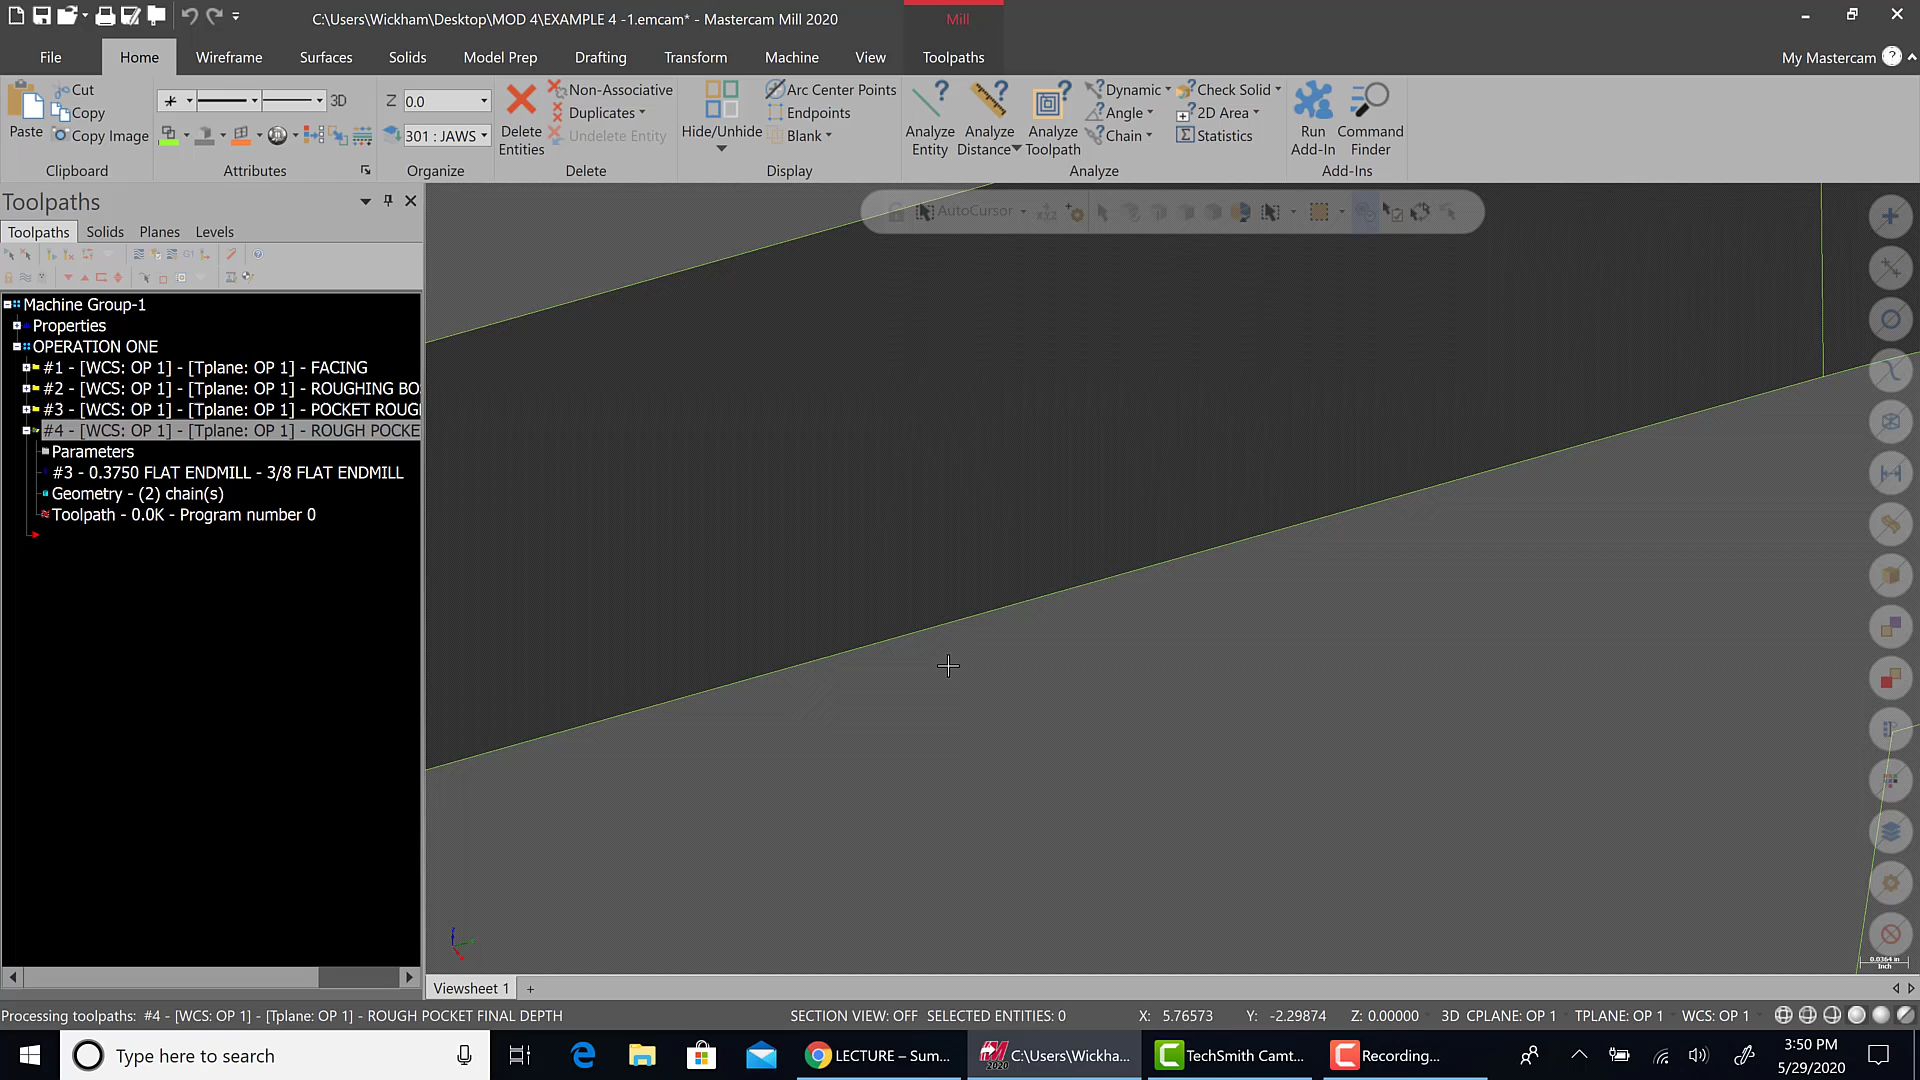 C:\Users\Wickham\Desktop\MOD 4\EXAMPLE 4 -1.emcam* - Mastercam Mill 2020
Mill
File
Home
Wireframe
Surfaces
Solids
Model Prep
Drafting
Transform
Machine
View
Toolpaths
My Mastercam
Paste
Cut
Copy
Copy Image
Clipboard
3D
Attributes
Z 0.0
301 : JAWS
Organize
Delete Entities
Non-Associative
Duplicates
Undelete Entity
Delete
Hide/Unhide
Arc Center Points
Endpoints
Blank
Display
Analyze Entity
Analyze Distance
Analyze Toolpath
Dynamic
Angle
Chain
Check Solid
2D Area
Statistics
Analyze
Run Add-In
Command Finder
Add-Ins
Toolpaths
Toolpaths
Solids
Planes
Levels
G1
AutoCursor
XYZ
Machine Group-1
Properties
OPERATION ONE
#1 - [WCS: OP 1] - [Tplane: OP 1] - FACING
#2 - [WCS: OP 1] - [Tplane: OP 1] - ROUGHING BO
#3 - [WCS: OP 1] - [Tplane: OP 1] - POCKET ROUG
#4 - [WCS: OP 1] - [Tplane: OP 1] - ROUGH POCKE
Parameters
#3 - 0.3750 FLAT ENDMILL - 3/8 FLAT ENDMILL
Geometry - (2) chain(s)
Toolpath - 0.0K - Program number 0
0.0364 in
Inch
Viewsheet 1
+
Processing toolpaths: #4 - [WCS: OP 1] - [Tplane: OP 1] - ROUGH POCKET FINAL DEPTH
SECTION VIEW: OFF
SELECTED ENTITIES: 0
X: 5.76573
Y: -2.29874
Z: 0.00000
3D
CPLANE: OP 1
TPLANE: OP 1
WCS: OP 1
Type here to search
LECTURE – Sum...
2020
C:\Users\Wickha...
TechSmith Camt...
Recording...
3:50 PM
5/29/2020